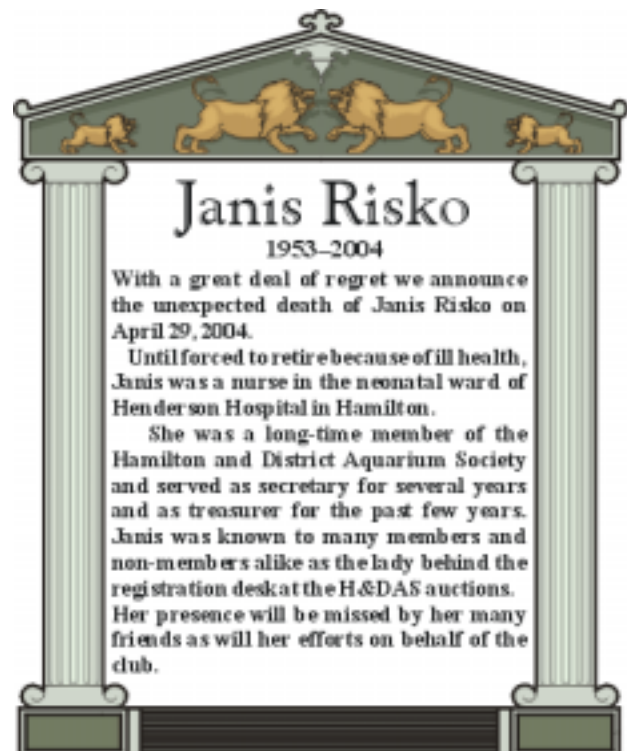 Janis Risko
1953–2004
With a great deal of regret we announce
the unexpected death of Janis Risko on
April 29, 2004.
Until forced to retire because of ill health,
Janis was a nurse in the neonatal ward of
Henderson Hospital in Hamilton.
She was a long-time member of the
Hamilton and District Aquarium Society
and served as secretary for several years
and as treasurer for the past few years.
Janis was known to many members and
non-members alike as the lady behind the
registration desk at the H&DAS auctions.
Her presence will be missed by her many
friends as will her efforts on behalf of the
club.